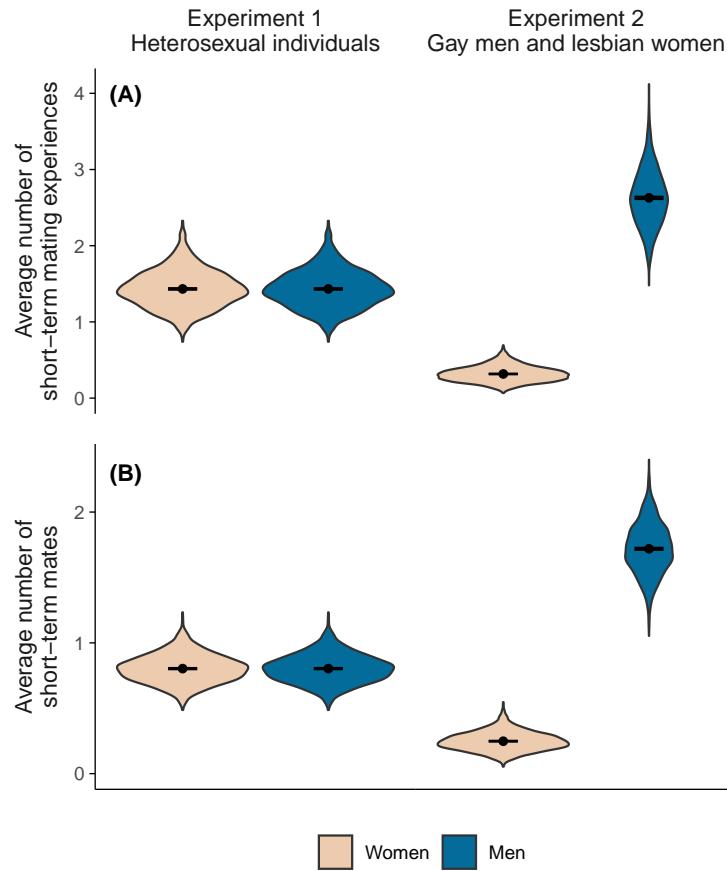 Experiment 1
Heterosexual individuals
Experiment 2
Gay men and lesbian women
(A)
Average number of
short−term mating experiences
4
3
2
1
0
(B)
Average number of
short−term mates
2
1
0
Women
Men